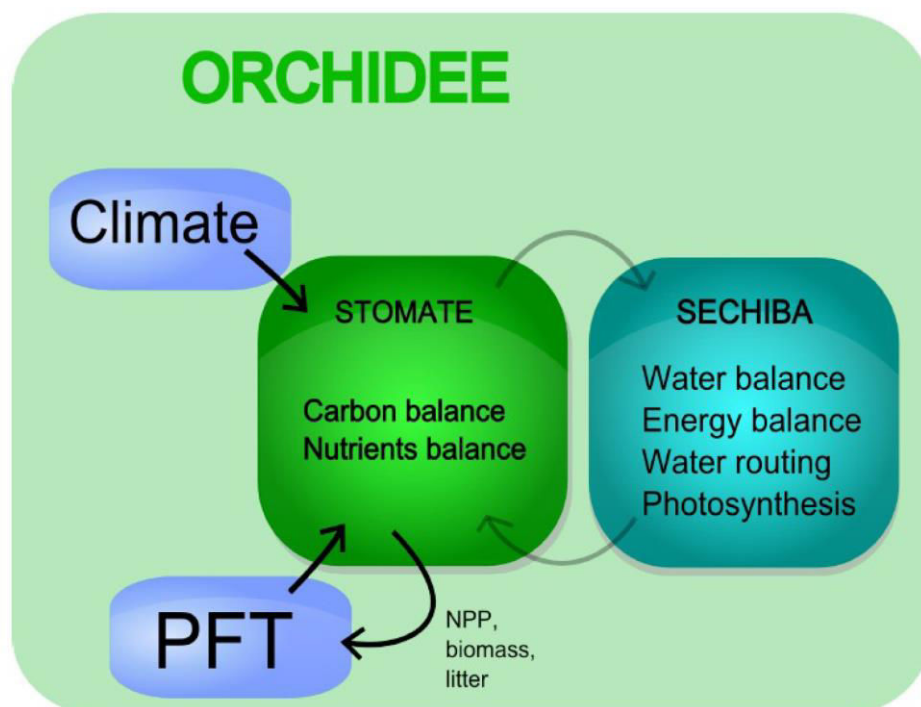 ORCHIDEE
Climate
STOMATE
Carbon balance
Nutrients balance
SECHIBA
Water balance
Energy balance
Water routing
Photosynthesis
PFT
NPP,
biomass,
litter